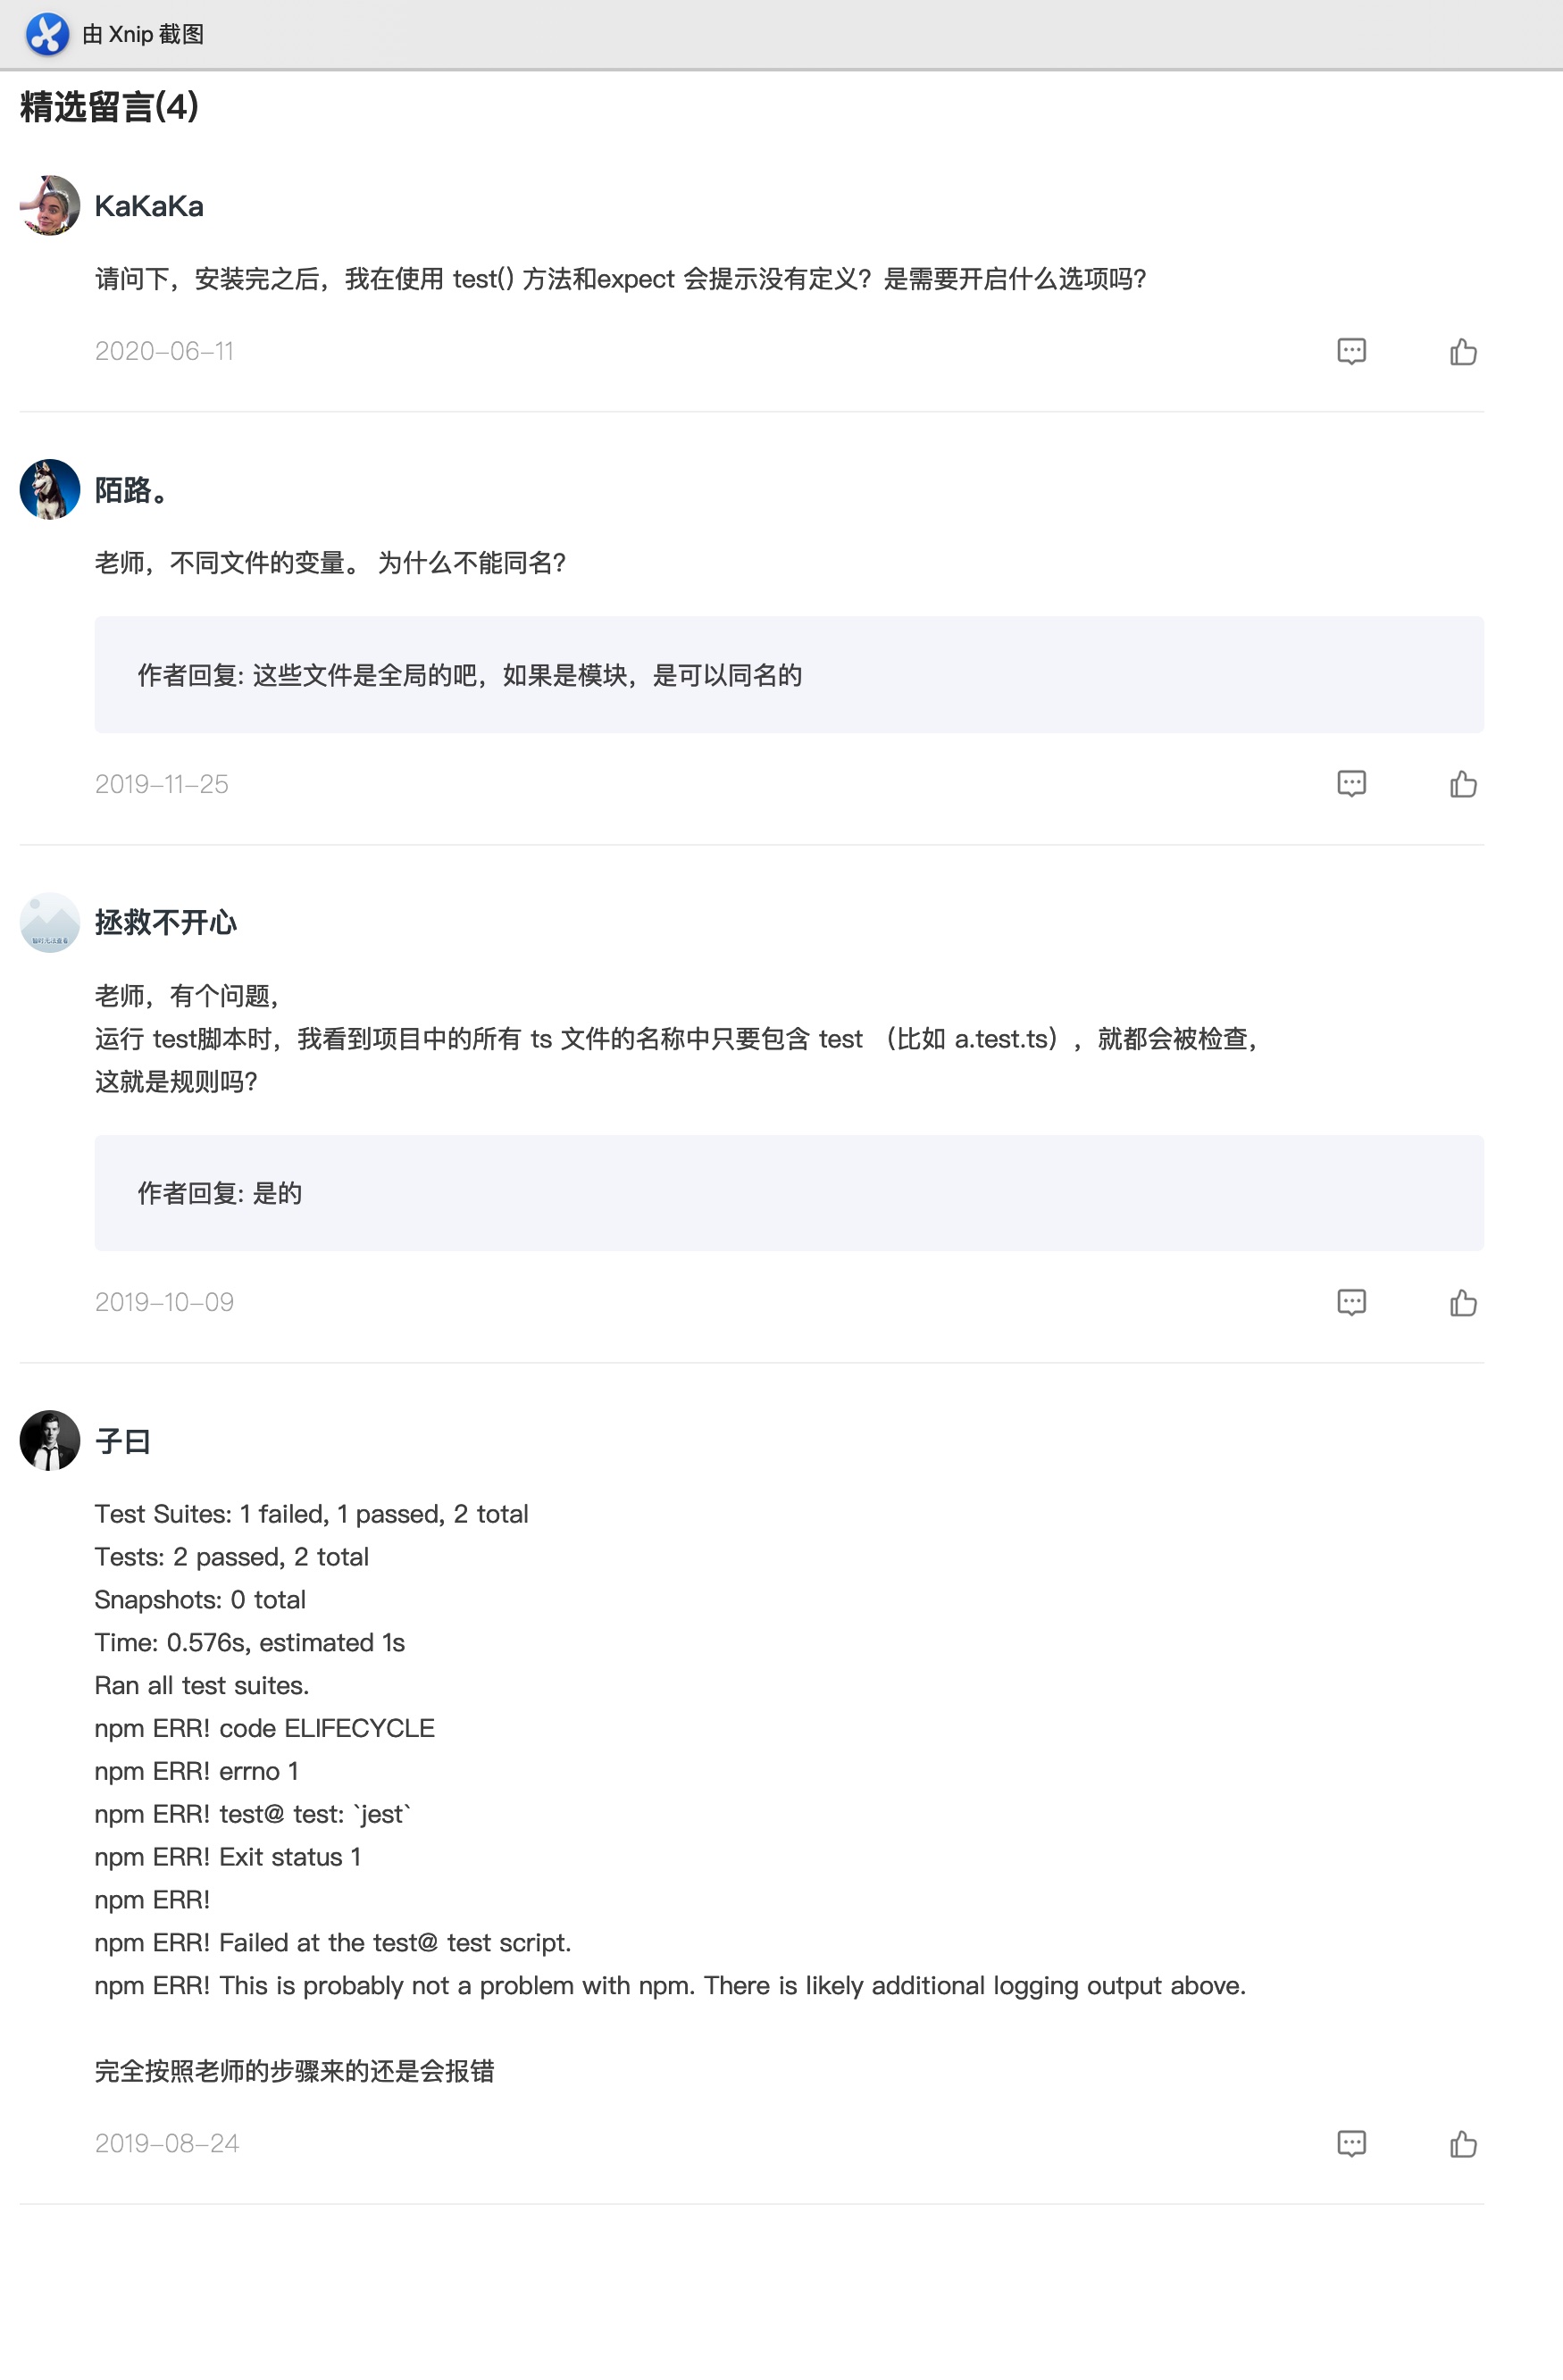 由 Xnip 截图
精选留言(4)
KaKaKa
请问下，安装完之后，我在使用 test() 方法和expect 会提示没有定义？是需要开启什么选项吗？
2020-06-11
陌路。
老师，不同文件的变量。 为什么不能同名？
作者回复: 这些文件是全局的吧，如果是模块，是可以同名的
2019-11-25
拯救不开心
老师，有个问题，
运行 test脚本时，我看到项目中的所有 ts 文件的名称中只要包含 test （比如 a.test.ts），就都会被检查，
这就是规则吗？
作者回复: 是的
2019-10-09
子曰
Test Suites: 1 failed, 1 passed, 2 total
Tests: 2 passed, 2 total
Snapshots: 0 total
Time: 0.576s, estimated 1s
Ran all test suites.
npm ERR! code ELIFECYCLE
npm ERR! errno 1
npm ERR! test@ test: `jest`
npm ERR! Exit status 1
npm ERR!
npm ERR! Failed at the test@ test script.
npm ERR! This is probably not a problem with npm. There is likely additional logging output above.
完全按照老师的步骤来的还是会报错
2019-08-24